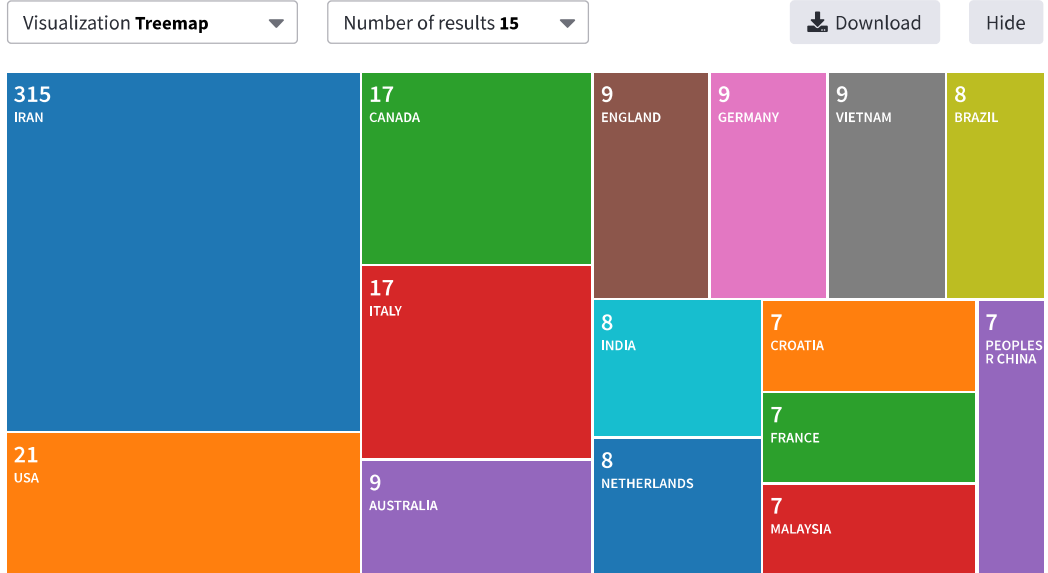 Visualization Treemap
Number of results 15
Download
Hide
315
IRAN
21
USA
17
CANADA
17
ITALY
9
AUSTRALIA
9
ENGLAND
9
GERMANY
9
VIETNAM
8
BRAZIL
8
INDIA
8
NETHERLANDS
7
CROATIA
7
FRANCE
7
MALAYSIA
7
PEOPLES
R CHINA